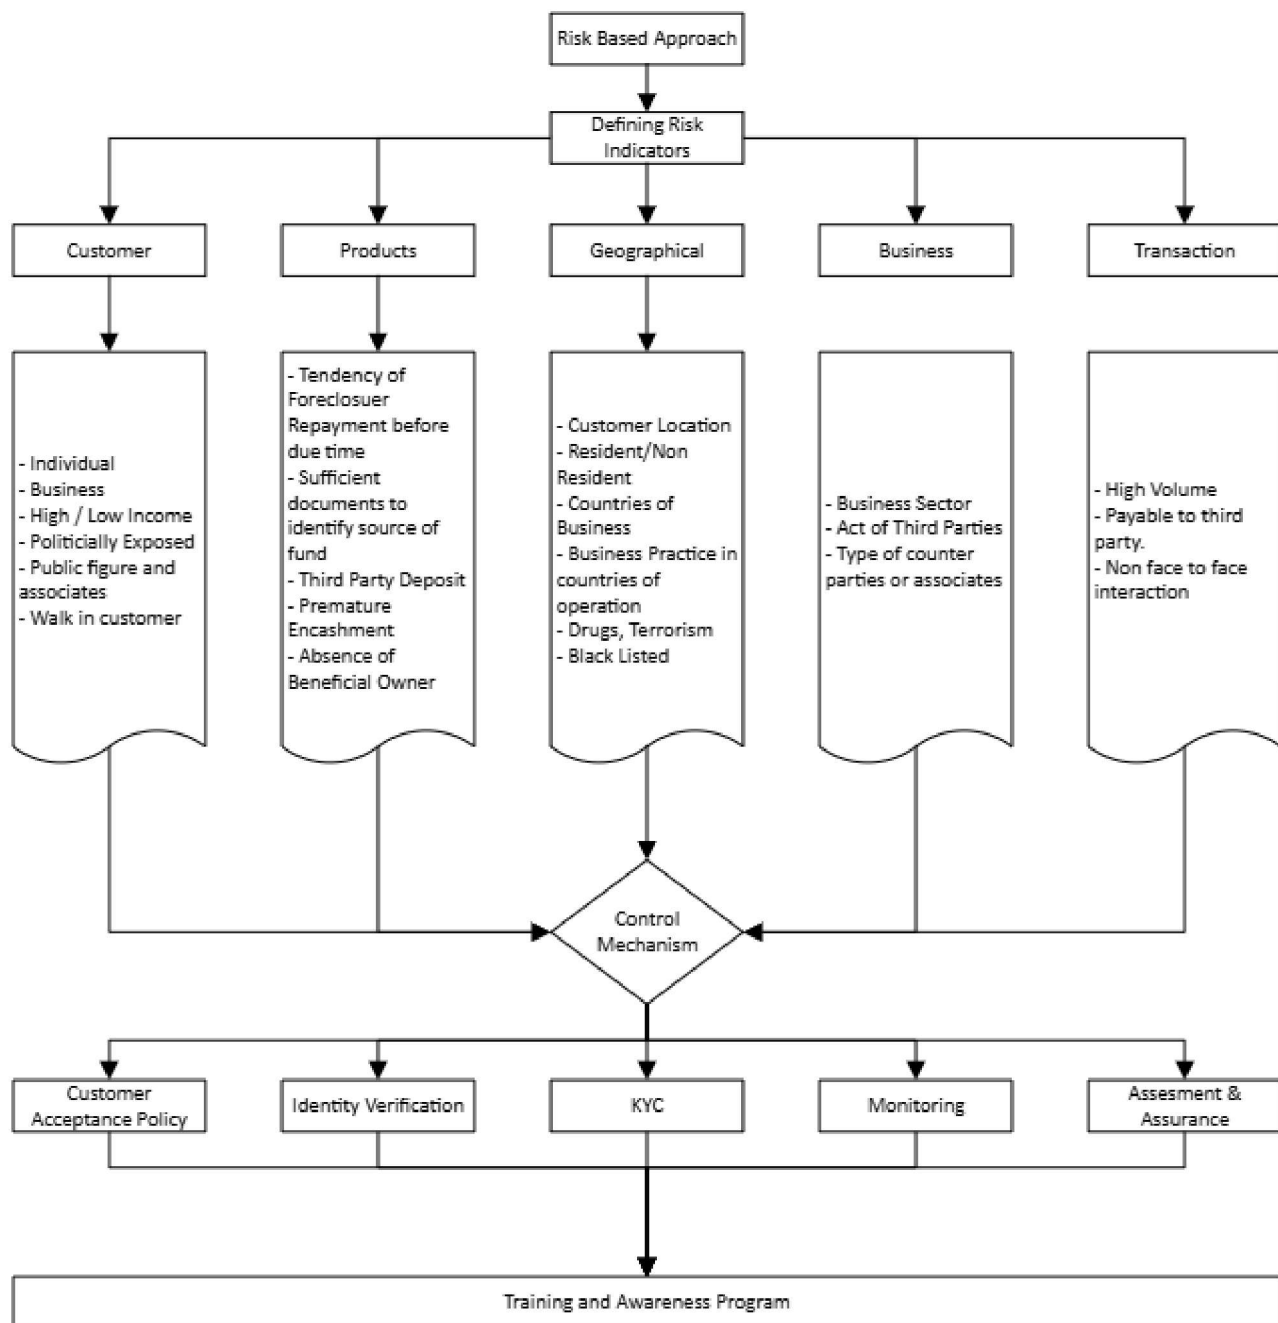 Risk Based Approach
Defining Risk
Indicators
Customer
Products
Geographical
Business
Transaction
- Individual
- Business
- High / Low Income
- Politicially Exposed
- Public figure and
associates
- Walk in customer
- Tendency of
Foreclosuer
Repayment before
due time
- Sufficient
documents to
identify source of
fund
- Third Party Deposit
- Premature
Encashment
- Absence of
Beneficial Owner
- Customer Location
- Resident/Non
Resident
- Countries of
Business
- Business Practice in
countries of
operation
- Drugs, Terrorism
- Black Listed
- Business Sector
- Act of Third Parties
- Type of counter
parties or associates
- High Volume
- Payable to third
party.
- Non face to face
interaction
Control
Mechanism
Customer
Acceptance Policy
Identity Verification
KYC
Monitoring
Assesment &
Assurance
Training and Awareness Program